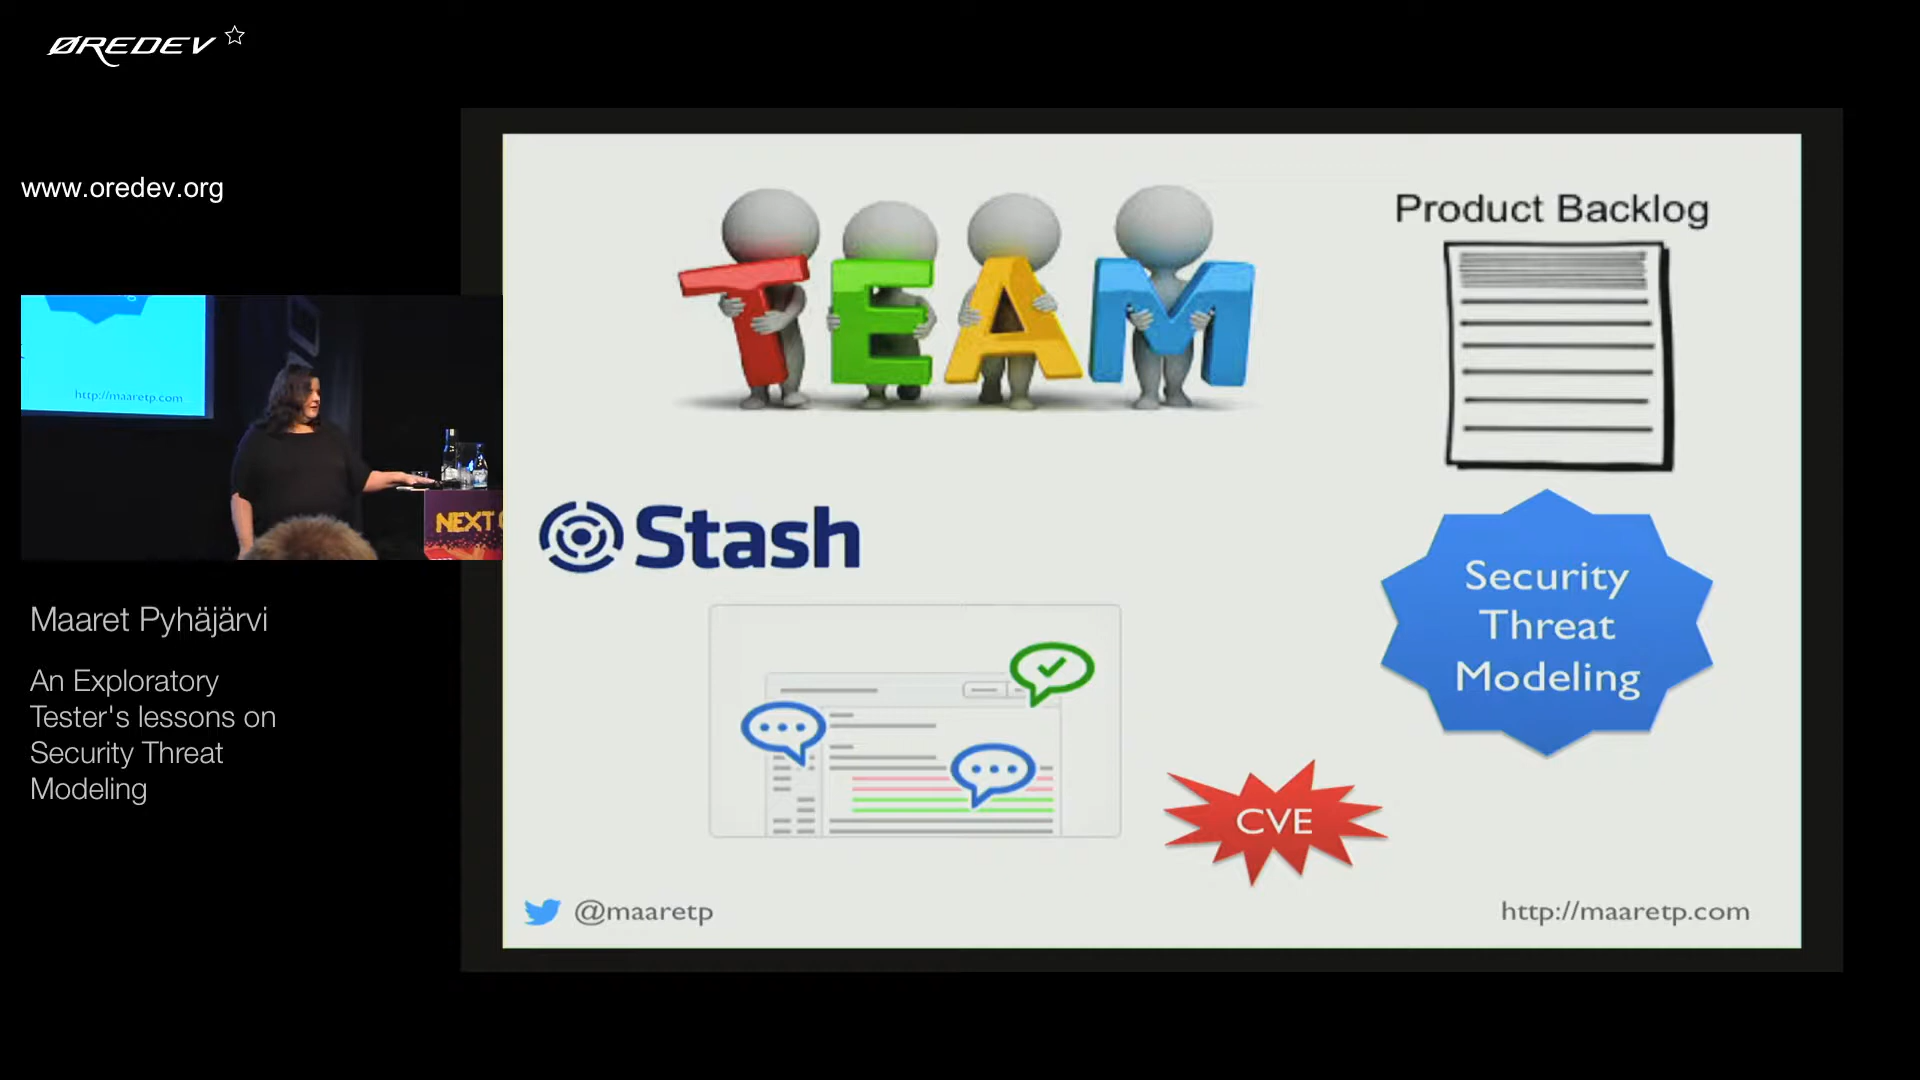 ØREDEV
www.oredev.org
http://maaretp.com
NEXT
Maaret Pyhäjärvi
An Exploratory
Tester's lessons on
Security Threat
Modeling
TEAM
Product Backlog
Stash
Security
Threat
Modeling
CVE
@maaretp
http://maaretp.com